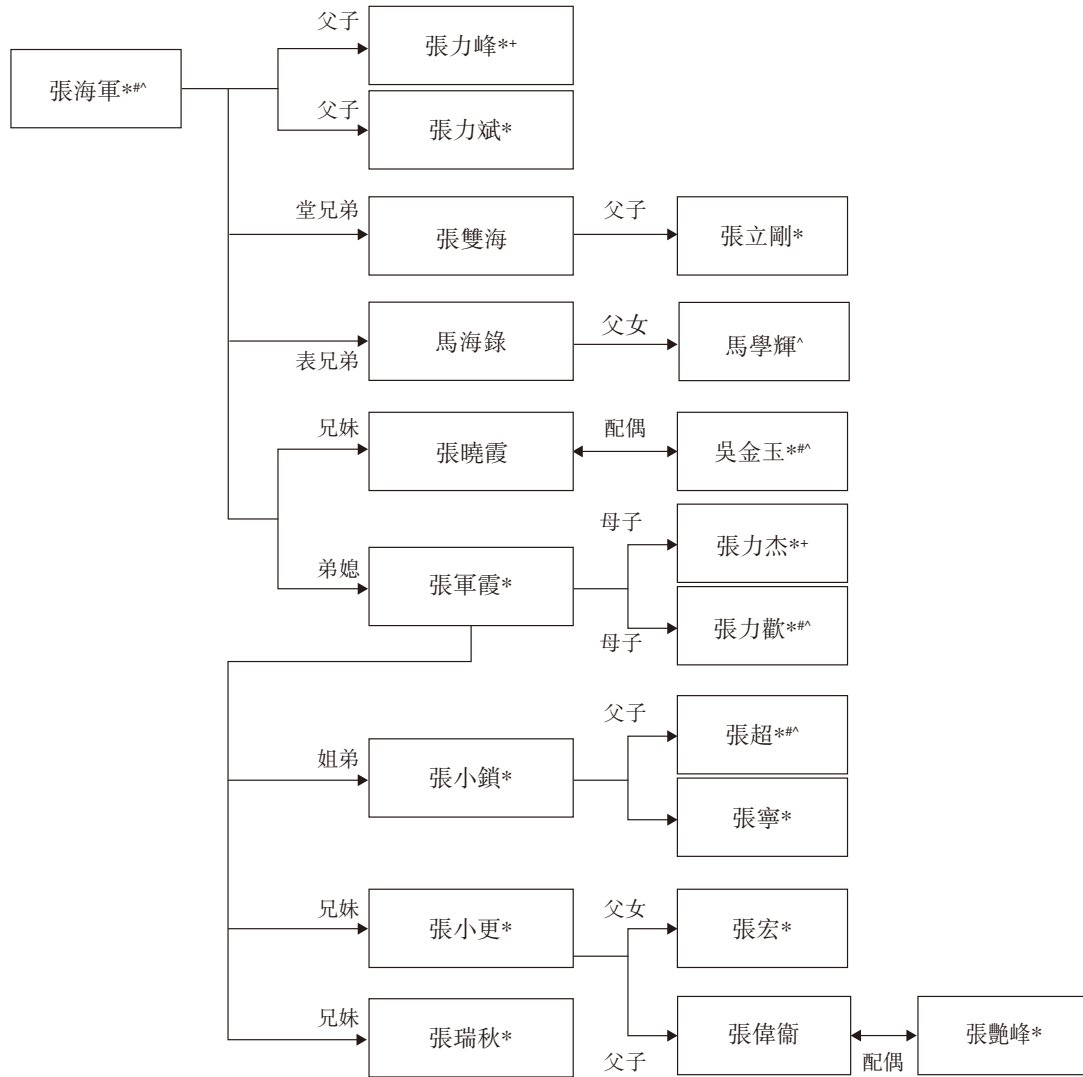 父子
張力峰*+
張海軍*#^
父子
張力斌*
堂兄弟
張雙海
父子
張立剛*
表兄弟
馬海錄
父女
馬學輝^
兄妹
張曉霞
配偶
吳金玉*#^
弟媳
張軍霞*
母子
張力杰*+
母子
張力歡*#^
姐弟
張小鎖*
父子
張超*#^
張寧*
兄妹
張小更*
父女
張宏*
兄妹
張瑞秋*
父子
張偉衞
配偶
張艷峰*